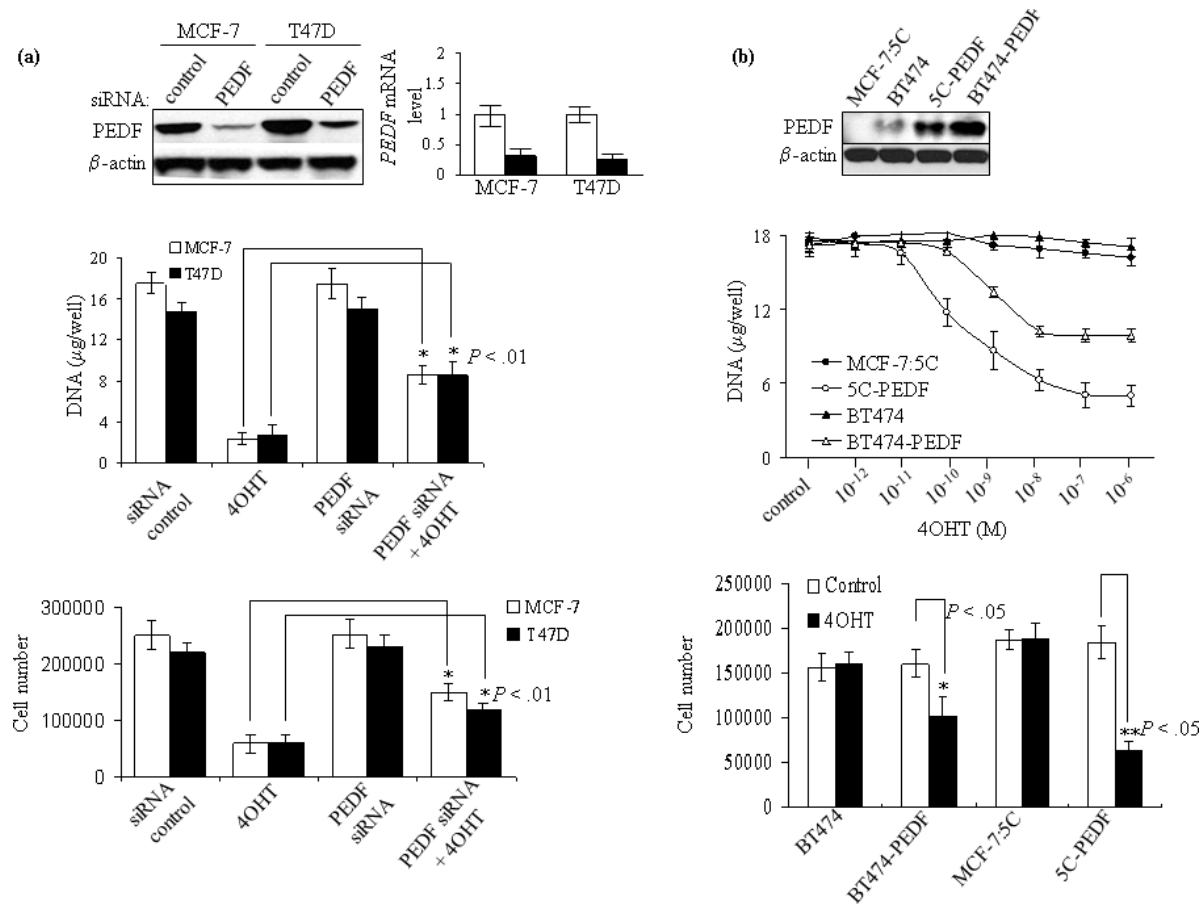 (a)
MCF-7 T47D
control PEDF control PEDF
siRNA:
PEDF
β-actin
PEDF mRNA
level
2
1.5
1
0.5
0
MCF-7 T47D
MCF-7
T47D
DNA (μg/well)
20
16
12
8
4
0
* * P < .01
siRNA
control
4OHT
PEDF
siRNA
PEDF siRNA
+ 4OHT
MCF-7
T47D
Cell number
300000
200000
100000
0
* * P < .01
siRNA
control
4OHT
PEDF
siRNA
PEDF siRNA
+ 4OHT
(b)
MCF-7:5C BT474 5C-PEDF BT474-PEDF
PEDF
β-actin
DNA (μg/well)
18
12
6
0
MCF-7:5C
5C-PEDF
BT474
BT474-PEDF
control 10-12 10-11 10-10 10-9 10-8 10-7 10-6
4OHT (M)
Control
4OHT
Cell number
250000
200000
150000
100000
50000
0
P < .05
*
**P < .05
BT474 BT474-PEDF MCF-7:5C 5C-PEDF